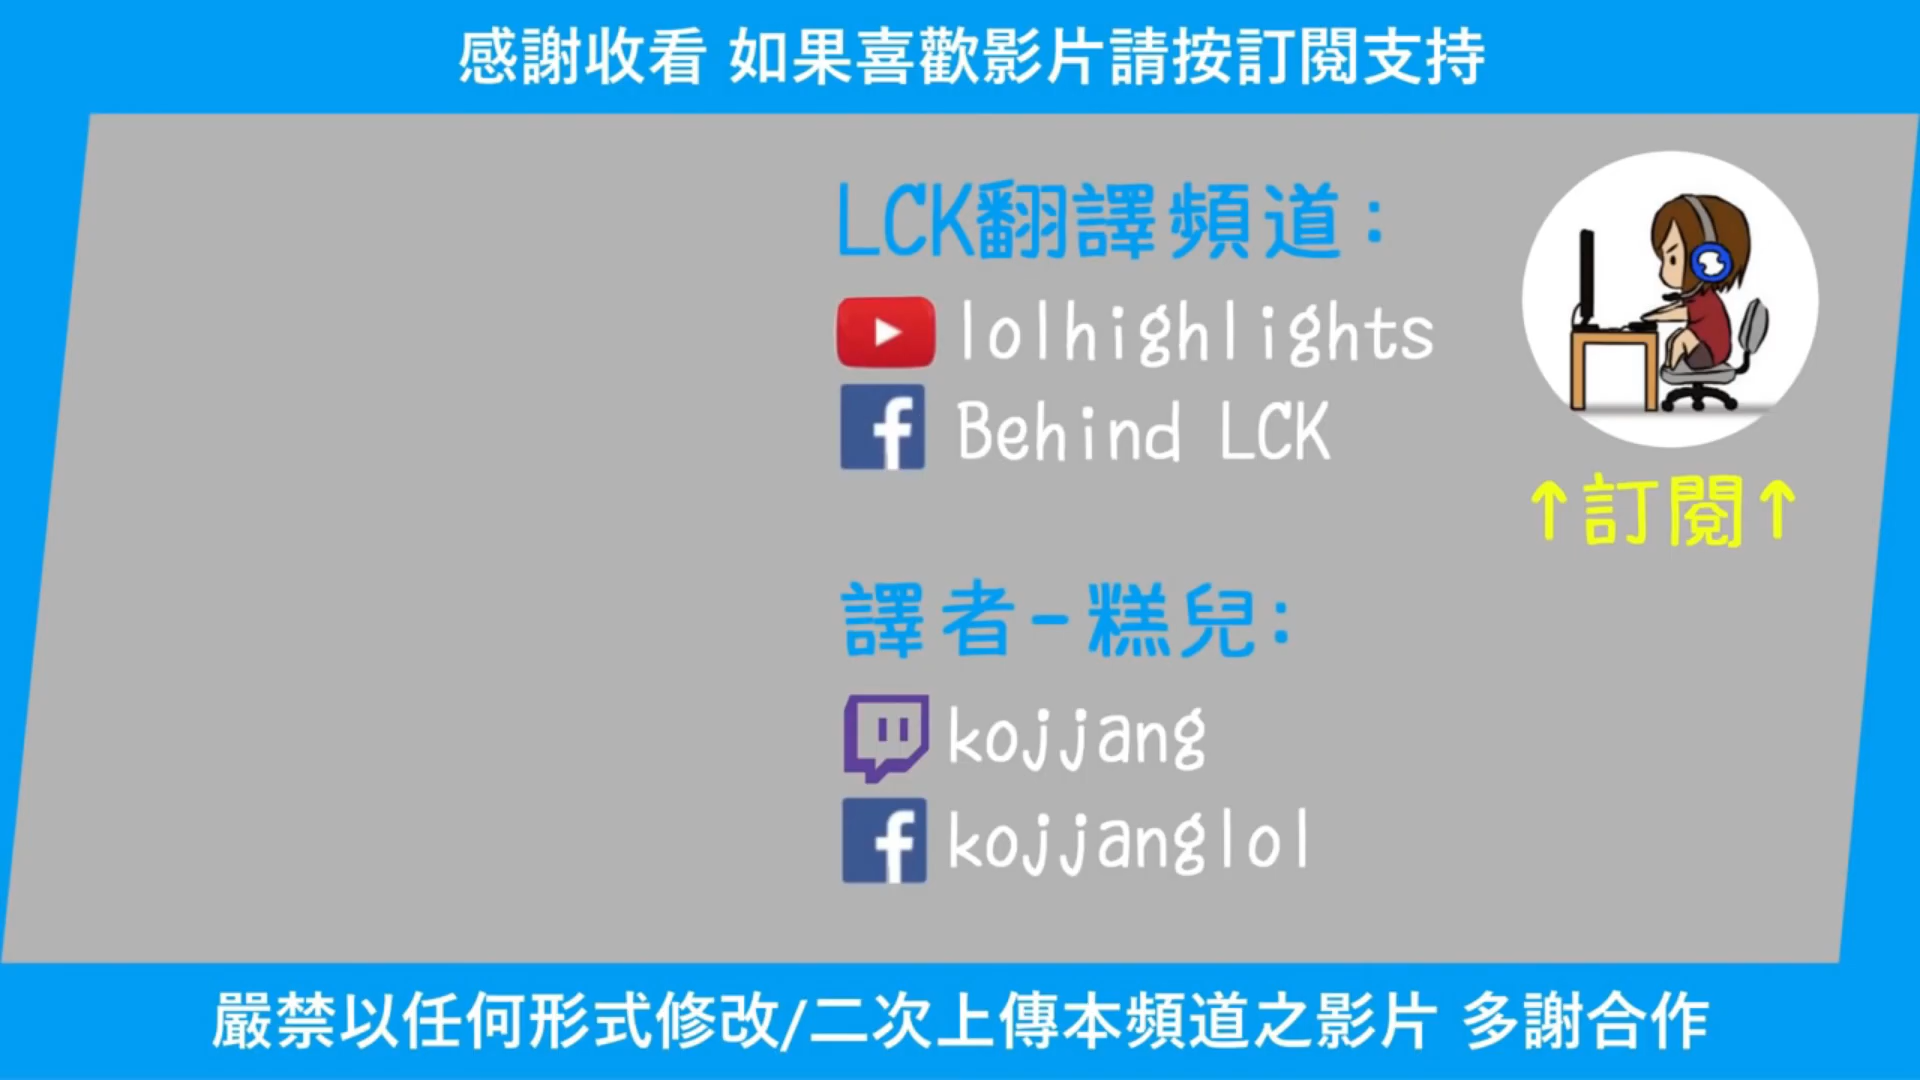 感謝收看 如果喜歡影片請按訂閱支持
LCK翻譯頻道:
lolhighlights
Behind LCK
↑訂閱↑
譯者-糕兒:
kojjang
kojjanglol
嚴禁以任何形式修改/二次上傳本頻道之影片 多謝合作